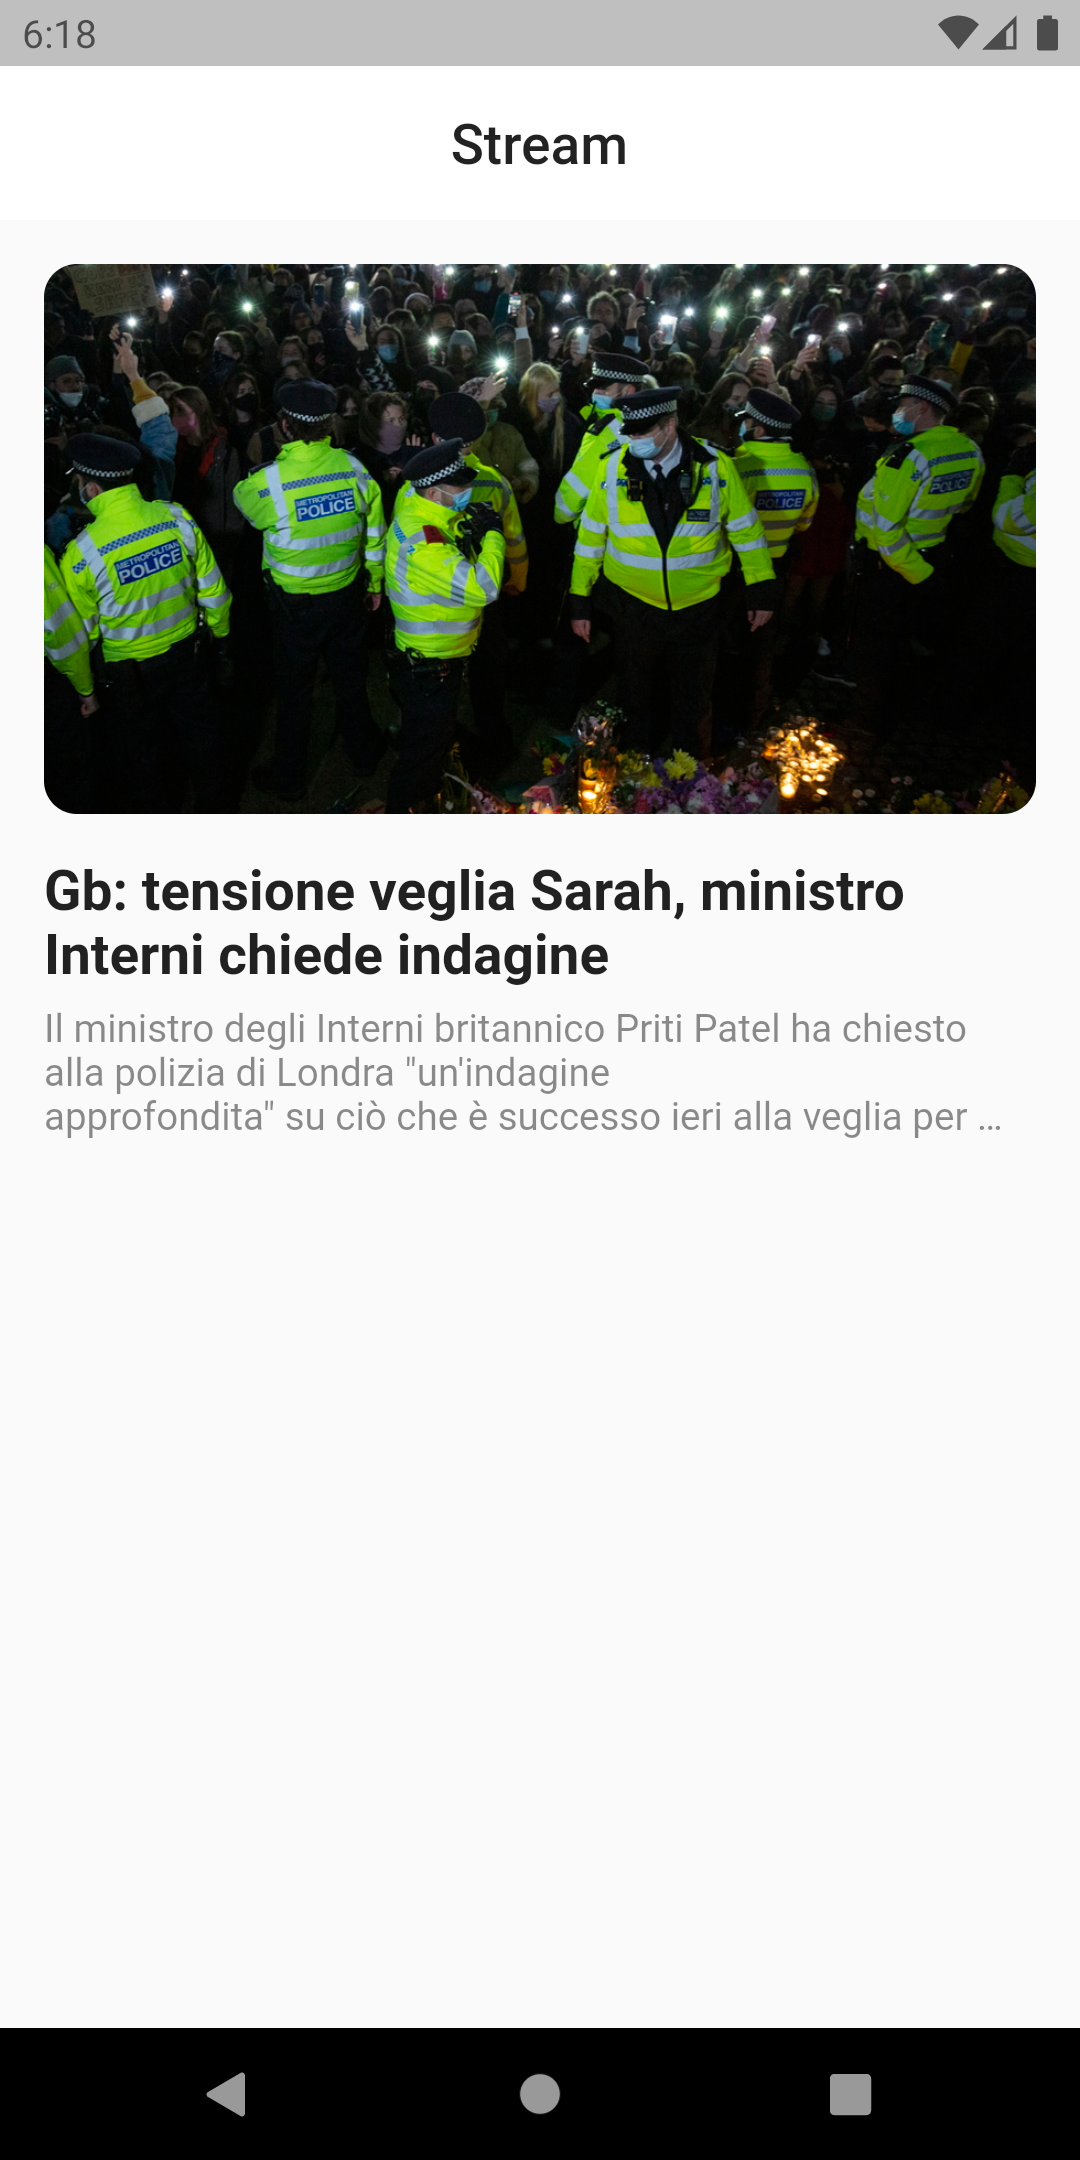 6:18
Stream
METROPOLITAN
POLICE
METROPOLITAN
POLICE
POLICE
POLICE
Gb: tensione veglia Sarah, ministro
Interni chiede indagine
Il ministro degli Interni britannico Priti Patel ha chiesto
alla polizia di Londra "un'indagine
approfondita" su ciò che è successo ieri alla veglia per ...